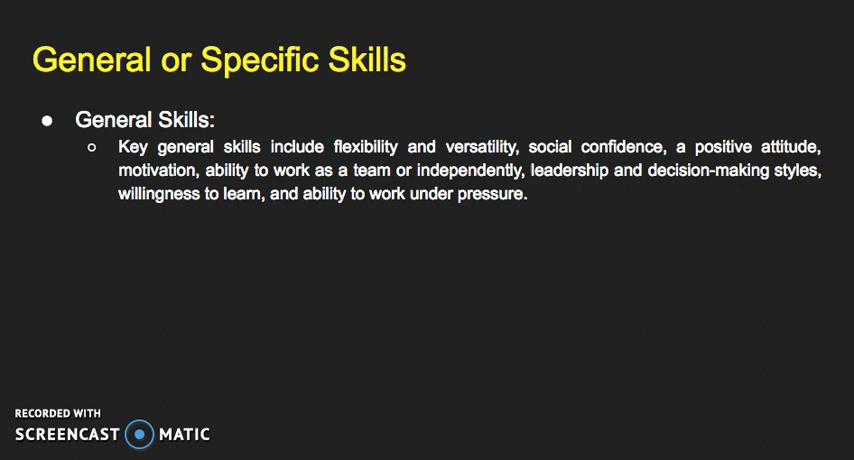 General or Specific Skills
● General Skills:
○ Key general skills include flexibility and versatility, social confidence, a positive attitude,
motivation, ability to work as a team or independently, leadership and decision-making styles,
willingness to learn, and ability to work under pressure.
RECORDED WITH
SCREENCAST MATIC